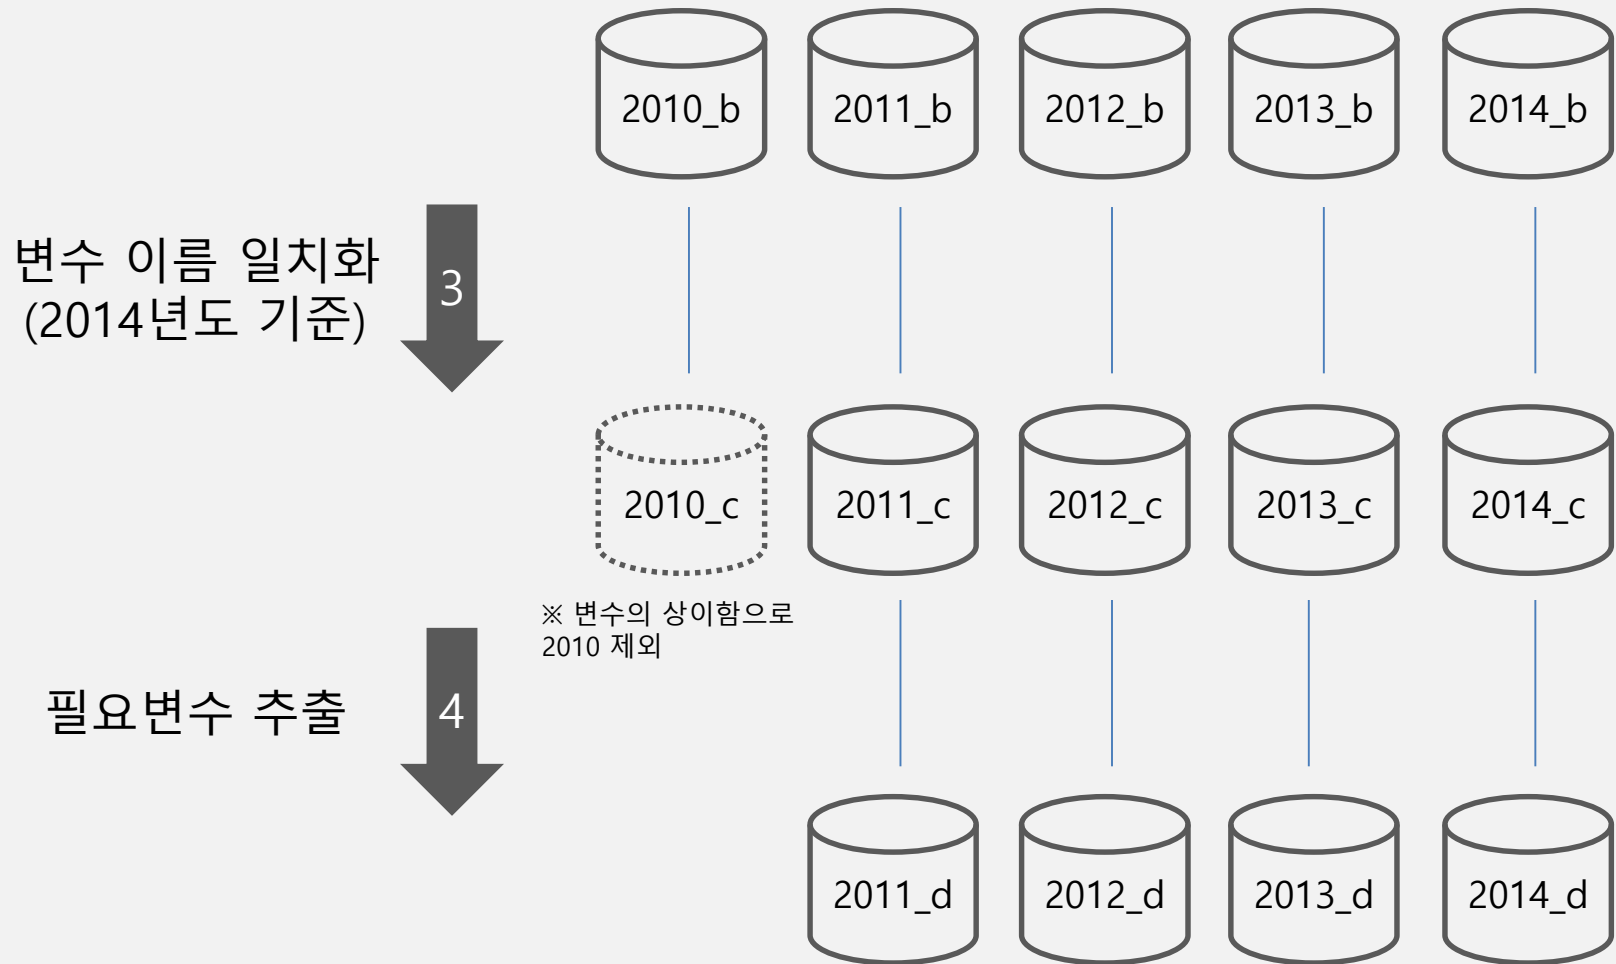 2010_b
2011_b
2012_b
2013_b
2014_b
변수 이름 일치화
(2014년도 기준)
3
2010_c
2011_c
2012_c
2013_c
2014_c
※ 변수의 상이함으로
2010 제외
필요변수 추출
4
2011_d
2012_d
2013_d
2014_d